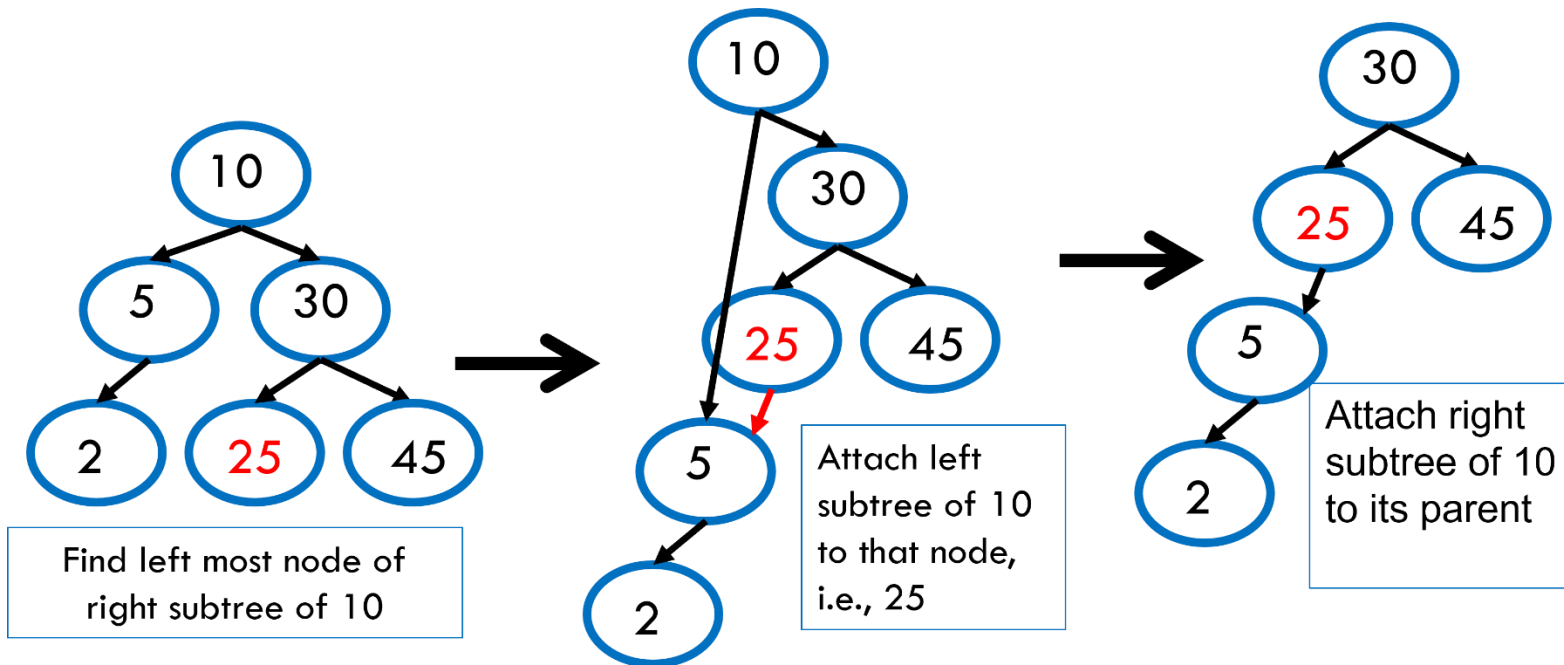 10
5
30
2
25
45
Find left most node of
right subtree of 10
10
30
25
45
5
2
Attach left
subtree of 10
to that node,
i.e., 25
30
25
45
5
2
Attach right
subtree of 10
to its parent